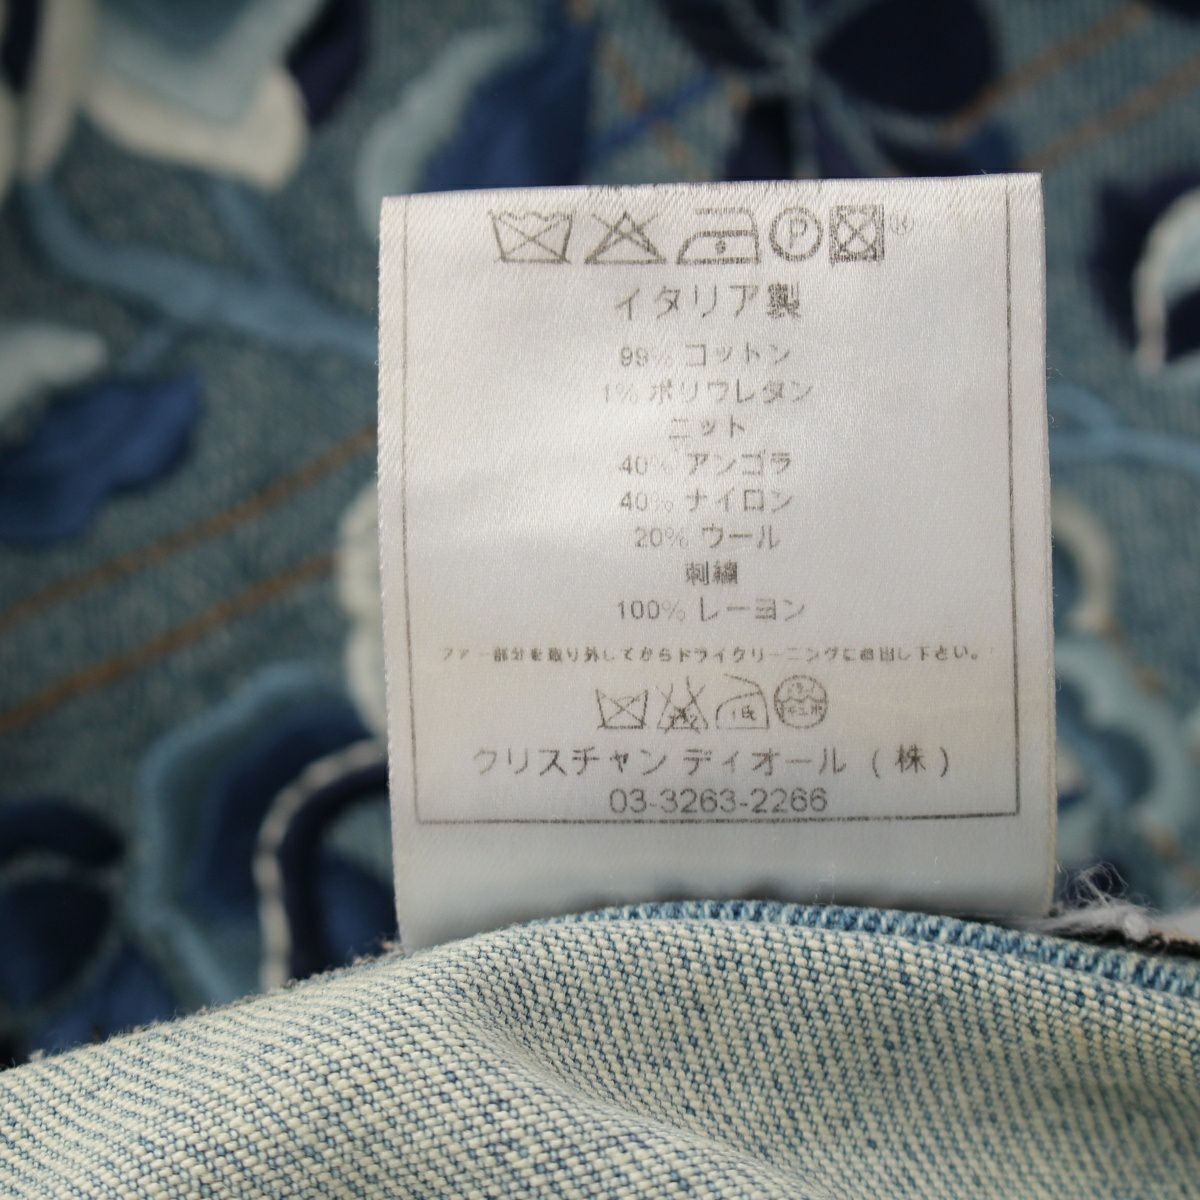 P ®
イタリア製
99% コットン
1% ポリウレタン
ニット
40% アンゴラ
40% ナイロン
20% ウール
刺繍
100% レーヨン
ファー部分を取り外してからドライクリーニングにお出し下さい。
クリスチャン ディオール (株)
03-3263-2266